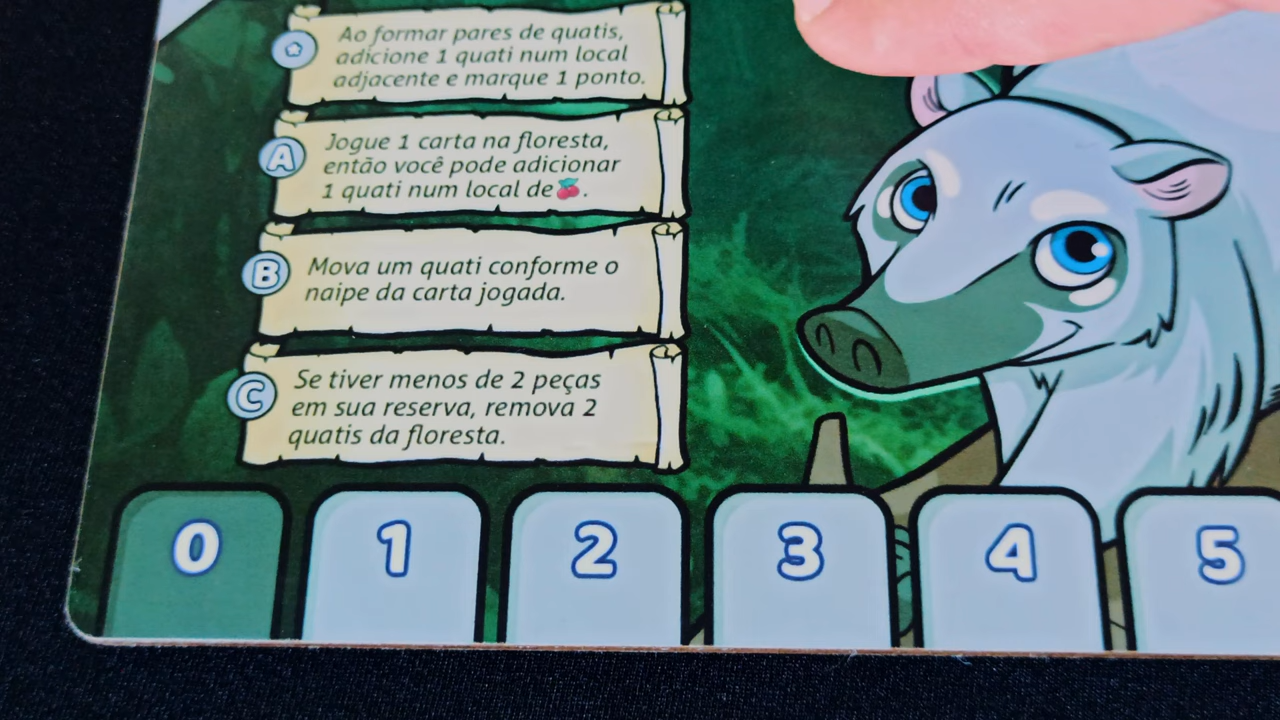 Ao formar pares de quatis,
adicione 1 quati num local
adjacente e marque 1 ponto.
A
Jogue 1 carta na floresta,
então você pode adicionar
1 quati num local de .
B
Mova um quati conforme o
naipe da carta jogada.
C
Se tiver menos de 2 peças
em sua reserva, remova 2
quatis da floresta.
0 1 2 3 4 5